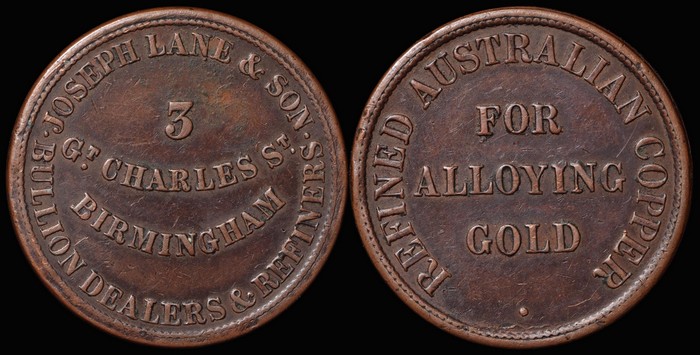 JOSEPH LANE & SON.
3
GT. CHARLES ST.
BIRMINGHAM
BULLION DEALERS & REFINERS
REFINED AUSTRALIAN COPPER
FOR
ALLOYING
GOLD